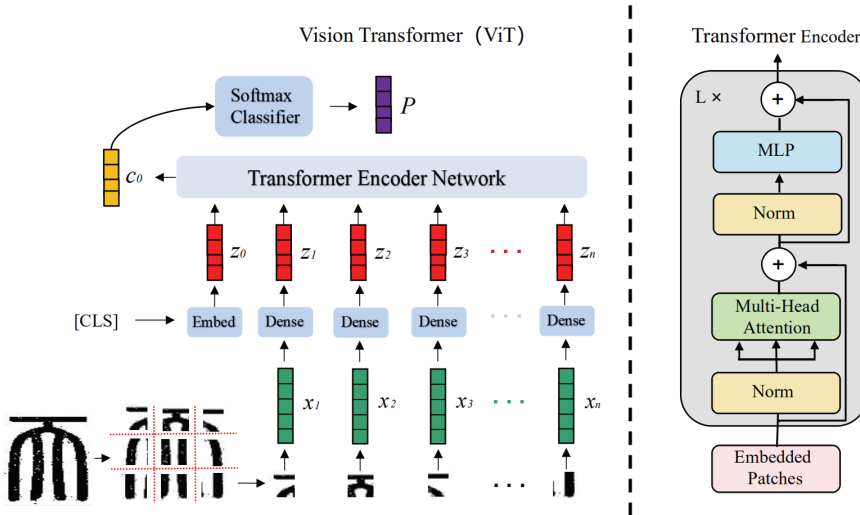 Vision Transformer (ViT)
Softmax
Classifier
P
c0
Transformer Encoder Network
z0
z1
z2
z3
...
zn
[CLS]
Embed
Dense
Dense
Dense
...
Dense
x1
x2
x3
...
xn
...
Transformer Encoder
L ×
+
MLP
Norm
+
Multi-Head
Attention
Norm
Embedded
Patches